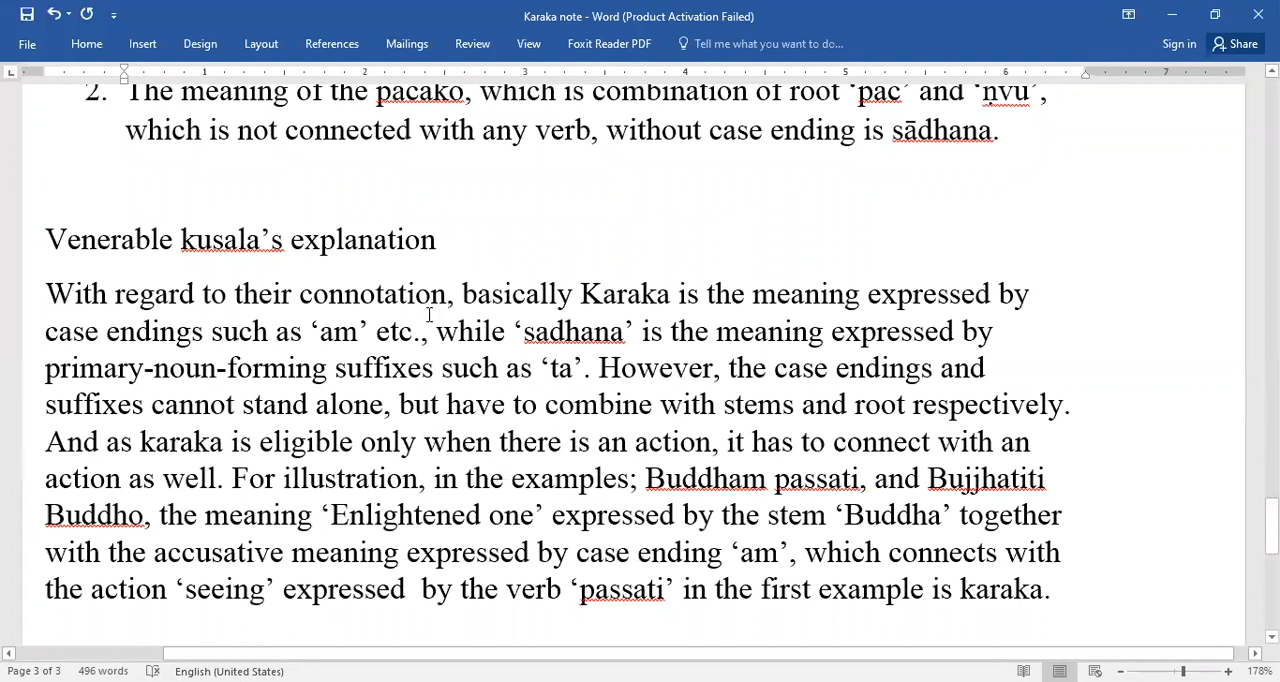 Karaka note - Word (Product Activation Failed)
File Home Insert Design Layout References Mailings Review View Foxit Reader PDF Tell me what you want to do... Sign in Share
1 2 3 4 5 6 7
2. The meaning of the pacako, which is combination of root ‘pac’ and ‘ṇvu’,
which is not connected with any verb, without case ending is sādhana.
Venerable kusala’s explanation
With regard to their connotation, basically Karaka is the meaning expressed by
case endings such as ‘am’ etc., while ‘sadhana’ is the meaning expressed by
primary-noun-forming suffixes such as ‘ta’. However, the case endings and
suffixes cannot stand alone, but have to combine with stems and root respectively.
And as karaka is eligible only when there is an action, it has to connect with an
action as well. For illustration, in the examples; Buddham passati, and Bujjhatiti
Buddho, the meaning ‘Enlightened one’ expressed by the stem ‘Buddha’ together
with the accusative meaning expressed by case ending ‘am’, which connects with
the action ‘seeing’ expressed  by the verb ‘passati’ in the first example is karaka.
Page 3 of 3 496 words English (United States) 178%